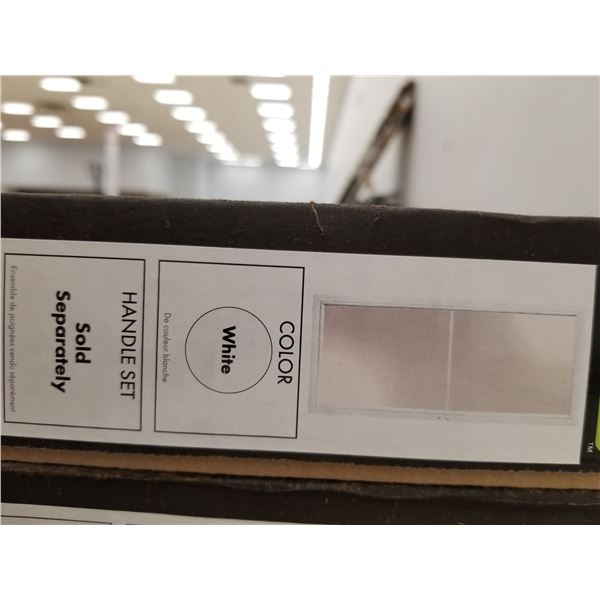 COLOR
White
De couleur blanche
HANDLE SET
Sold
Separately
Ensemble de poignées vendu séparément
TM